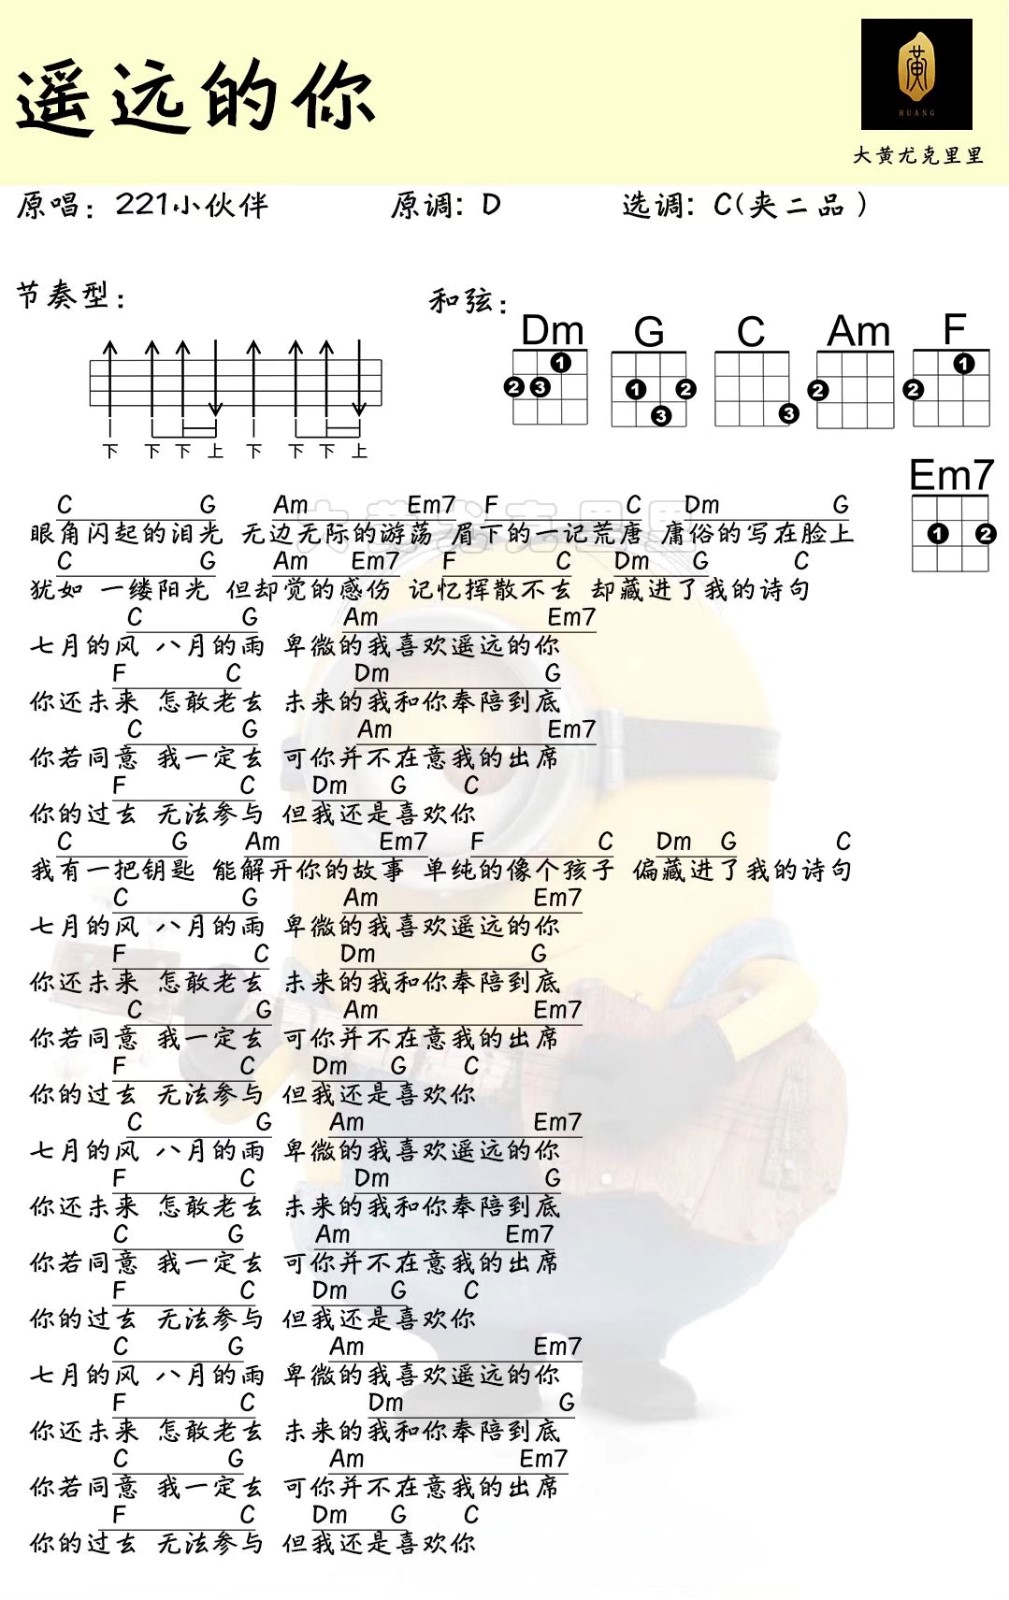 遥远的你
黄
HUANG
大黄尤克里里
原唱：221小伙伴 原调：D 选调：C(夹二品）
节奏型： 和弦：
Dm G C Am F
1 1 1
2 3 1 2 2 2
3 3
下 下 下 上 下 下 下 上
Em7
1 2
大黄尤克里里
C G Am Em7 F C Dm G
眼角闪起的泪光 无边无际的游荡 眉下的一记荒唐 庸俗的写在脸上
C G Am Em7 F C Dm G C
犹如 一缕阳光 但却觉的感伤 记忆挥散不去 却藏进了我的诗句
C G Am Em7
七月的风 八月的雨 卑微的我喜欢遥远的你
F C Dm G
你还未来 怎敢老去 未来的我和你奉陪到底
C G Am Em7
你若同意 我一定去 可你并不在意我的出席
F C Dm G C
你的过去 无法参与 但我还是喜欢你
C G Am Em7 F C Dm G C
我有一把钥匙 能解开你的故事 单纯的像个孩子 偏藏进了我的诗句
C G Am Em7
七月的风 八月的雨 卑微的我喜欢遥远的你
F C Dm G
你还未来 怎敢老去 未来的我和你奉陪到底
C G Am Em7
你若同意 我一定去 可你并不在意我的出席
F C Dm G C
你的过去 无法参与 但我还是喜欢你
C G Am Em7
七月的风 八月的雨 卑微的我喜欢遥远的你
F C Dm G
你还未来 怎敢老去 未来的我和你奉陪到底
C G Am Em7
你若同意 我一定去 可你并不在意我的出席
F C Dm G C
你的过去 无法参与 但我还是喜欢你
C G Am Em7
七月的风 八月的雨 卑微的我喜欢遥远的你
F C Dm G
你还未来 怎敢老去 未来的我和你奉陪到底
C G Am Em7
你若同意 我一定去 可你并不在意我的出席
F C Dm G C
你的过去 无法参与 但我还是喜欢你